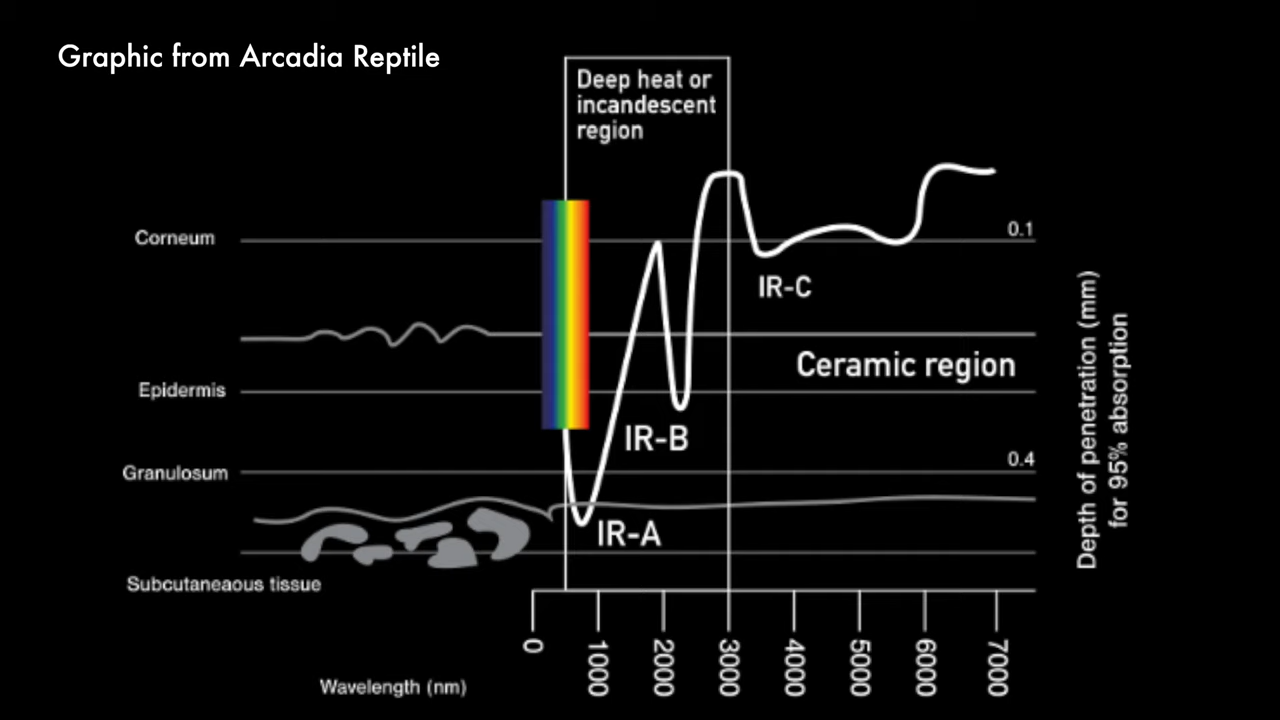 Graphic from Arcadia Reptile
Deep heat or
incandescent
region
Corneum
0.1
IR-C
Ceramic region
Epidermis
IR-B
Granulosum
0.4
IR-A
Subcutaneaous tissue
Depth of penetration (mm)
for 95% absorption
0
1000
2000
3000
4000
5000
6000
7000
Wavelength (nm)